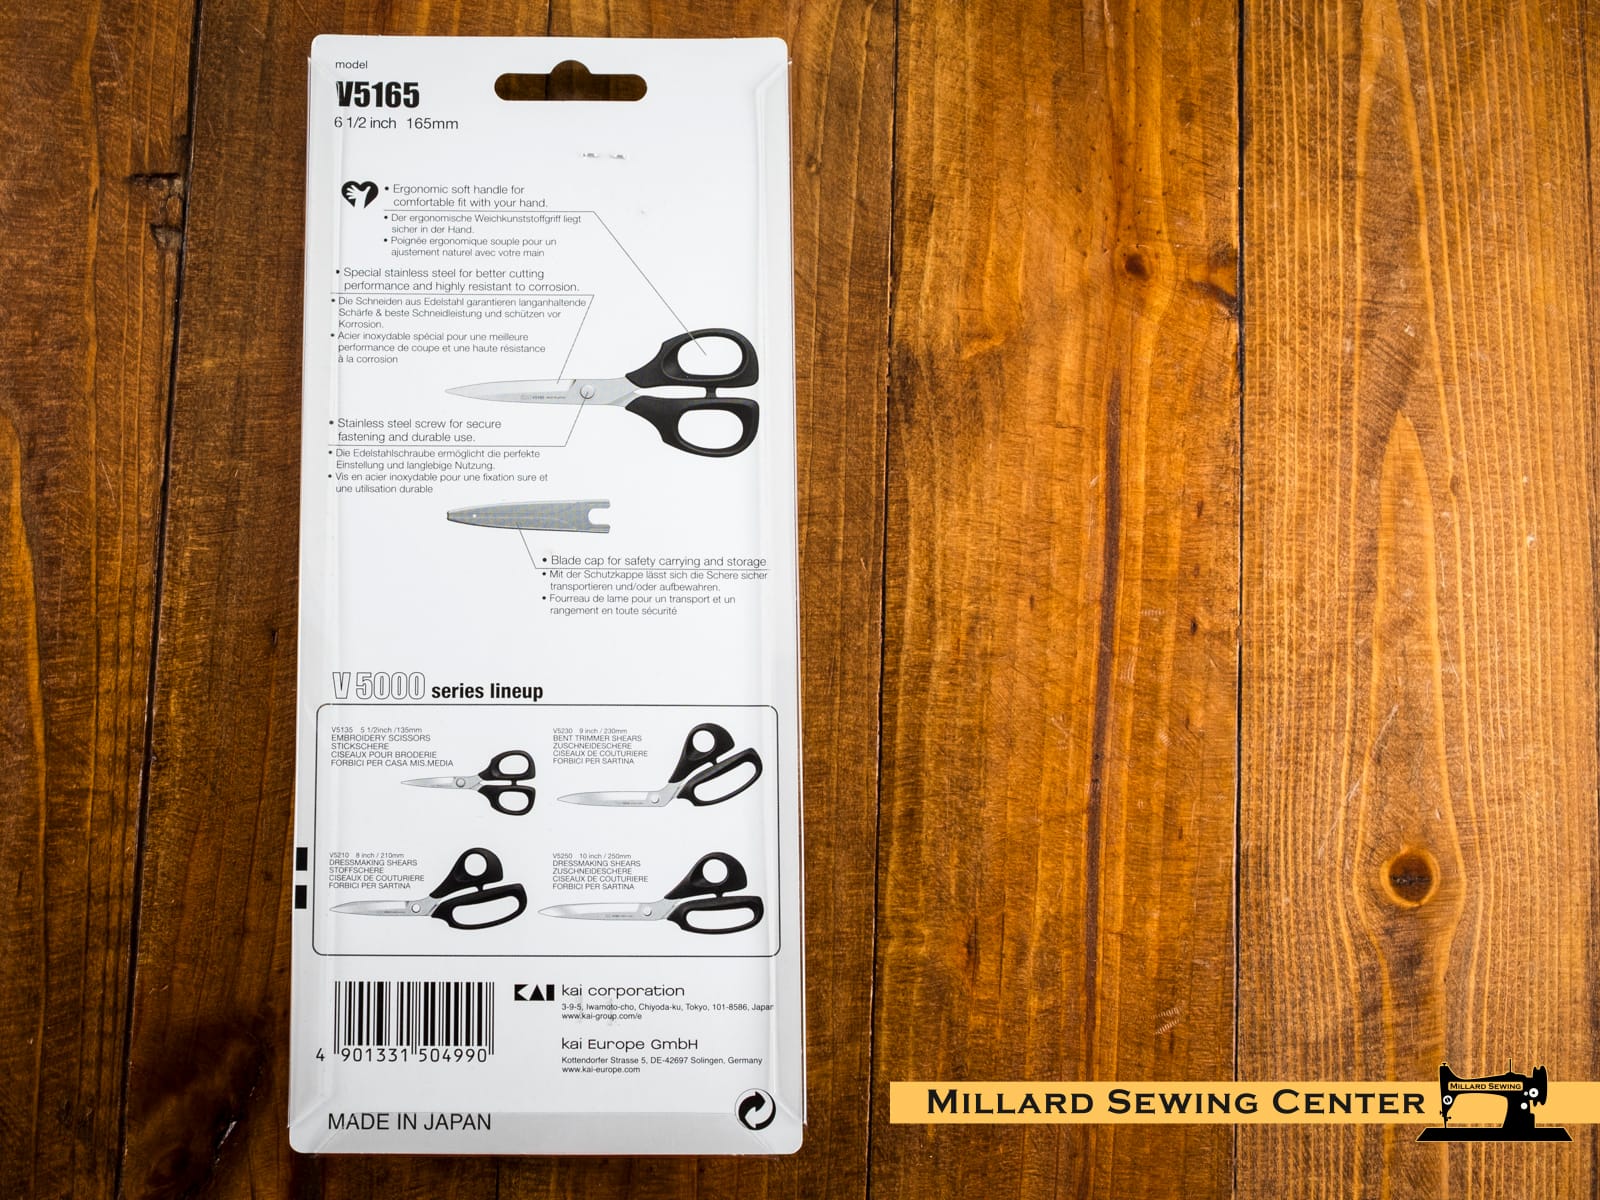 model
V5165
6 1/2 inch 165mm
• Ergonomic soft handle for
comfortable fit with your hand.
• Der ergonomische Weichkunststoffgriff liegt
sicher in der Hand.
• Poignée ergonomique souple pour un
ajustement naturel avec votre main
• Special stainless steel for better cutting
performance and highly resistant to corrosion.
• Die Schneiden aus Edelstahl garantieren langanhaltende
Schärfe & beste Schneidleistung und schützen vor
Korrosion.
• Acier inoxydable spécial pour une meilleure
performance de coupe et une haute résistance
à la corrosion
• Stainless steel screw for secure
fastening and durable use.
• Die Edelstahlschraube ermöglicht die perfekte
Einstellung und langlebige Nutzung.
• Vis en acier inoxydable pour une fixation sure et
une utilisation durable
• Blade cap for safety carrying and storage
• Mit der Schutzkappe lässt sich die Schere sicher
transportieren und/oder aufbewahren.
• Fourreau de lame pour un transport et un
rangement en toute sécurité
V5000 series lineup
V5135 5 1/2inch /135mm
EMBROIDERY SCISSORS
STICKSCHERE
CISEAUX POUR BRODERIE
FORBICI PER CASA MIS.MEDIA
V5230 9 inch / 230mm
BENT TRIMMER SHEARS
ZUSCHNEIDESCHERE
CISEAUX DE COUTURIERE
FORBICI PER SARTINA
V5210 8 inch / 210mm
DRESSMAKING SHEARS
STOFFSCHERE
CISEAUX DE COUTURIERE
FORBICI PER SARTINA
V5250 10 inch / 250mm
DRESSMAKING SHEARS
ZUSCHNEIDESCHERE
CISEAUX DE COUTURIERE
FORBICI PER SARTINA
4 901331 504990
KAI kai corporation
3-9-5, Iwamoto-cho, Chiyoda-ku, Tokyo, 101-8586, Japan
www.kai-group.com/e
kai Europe GmbH
Kottendorfer Strasse 5, DE-42697 Solingen, Germany
www.kai-europe.com
MADE IN JAPAN
MILLARD SEWING CENTER
MILLARD SEWING